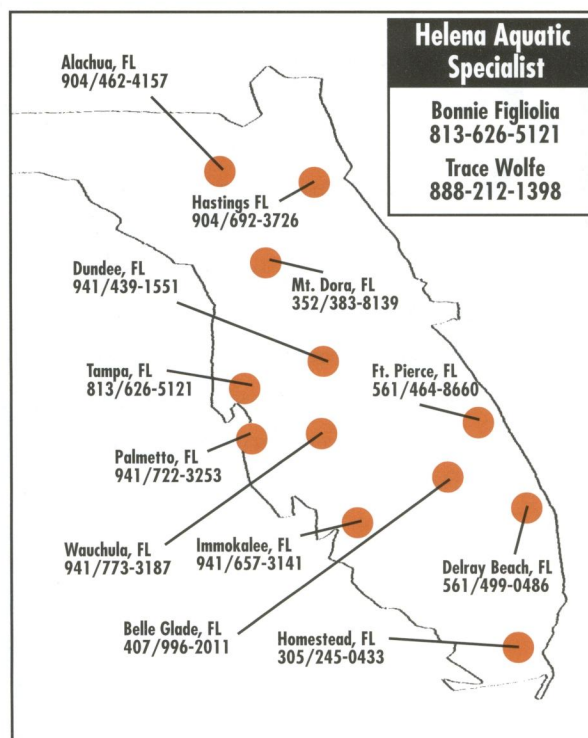 Helena Aquatic
Specialist
Bonnie Figliolia
813-626-5121
Trace Wolfe
888-212-1398
Alachua, FL
904/462-4157
Hastings FL
904/692-3726
Mt. Dora, FL
352/383-8139
Dundee, FL
941/439-1551
Tampa, FL
813/626-5121
Ft. Pierce, FL
561/464-8660
Palmetto, FL
941/722-3253
Wauchula, FL
941/773-3187
Immokalee, FL
941/657-3141
Delray Beach, FL
561/499-0486
Belle Glade, FL
407/996-2011
Homestead, FL
305/245-0433